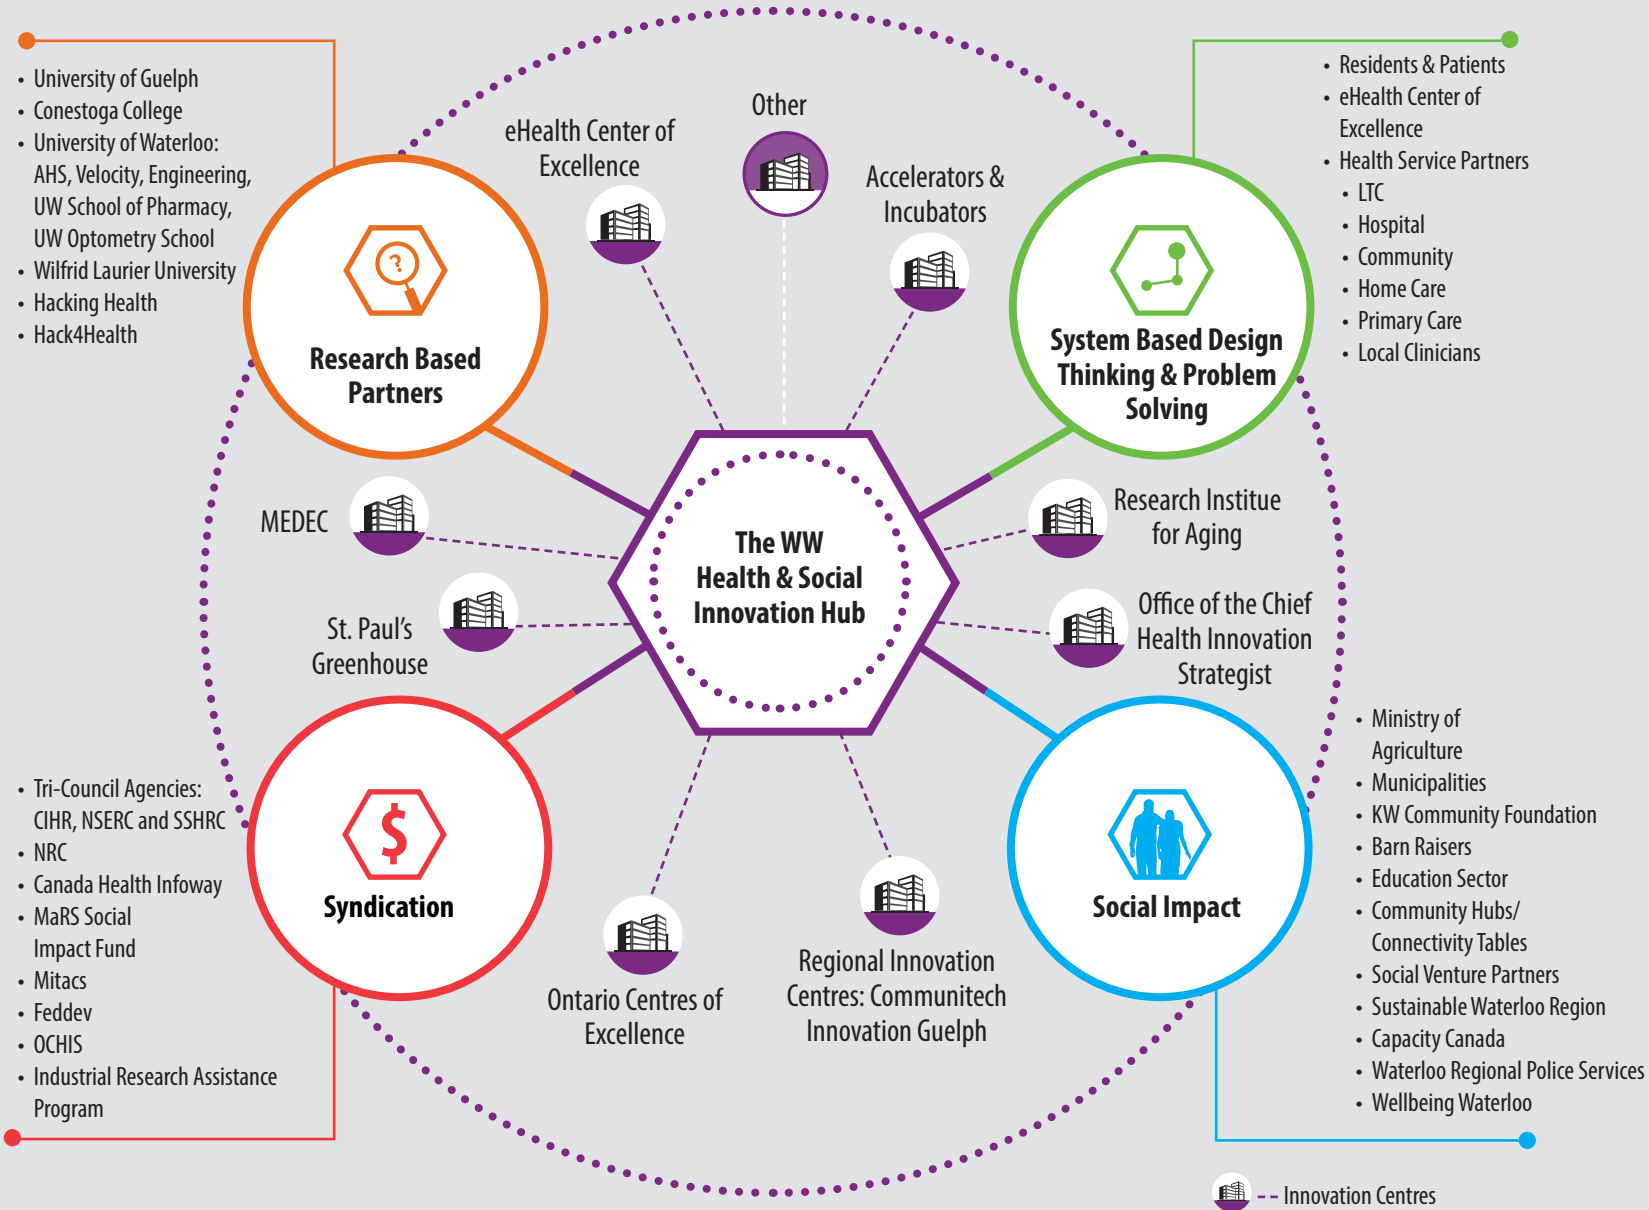 • University of Guelph
• Conestoga College
• University of Waterloo:
AHS, Velocity, Engineering,
UW School of Pharmacy,
UW Optometry School
• Wilfrid Laurier University
• Hacking Health
• Hack4Health
?
Research Based
Partners
eHealth Center of
Excellence
Other
Accelerators &
Incubators
System Based Design
Thinking & Problem
Solving
• Residents & Patients
• eHealth Center of
Excellence
• Health Service Partners
• LTC
• Hospital
• Community
• Home Care
• Primary Care
• Local Clinicians
MEDEC
St. Paul's
Greenhouse
The WW
Health & Social
Innovation Hub
Research Institue
for Aging
Office of the Chief
Health Innovation
Strategist
• Tri-Council Agencies:
CIHR, NSERC and SSHRC
• NRC
• Canada Health Infoway
• MaRS Social
Impact Fund
• Mitacs
• Feddev
• OCHIS
• Industrial Research Assistance
Program
$
Syndication
Ontario Centres of
Excellence
Regional Innovation
Centres: Communitech
Innovation Guelph
Social Impact
• Ministry of
Agriculture
• Municipalities
• KW Community Foundation
• Barn Raisers
• Education Sector
• Community Hubs/
Connectivity Tables
• Social Venture Partners
• Sustainable Waterloo Region
• Capacity Canada
• Waterloo Regional Police Services
• Wellbeing Waterloo
Innovation Centres